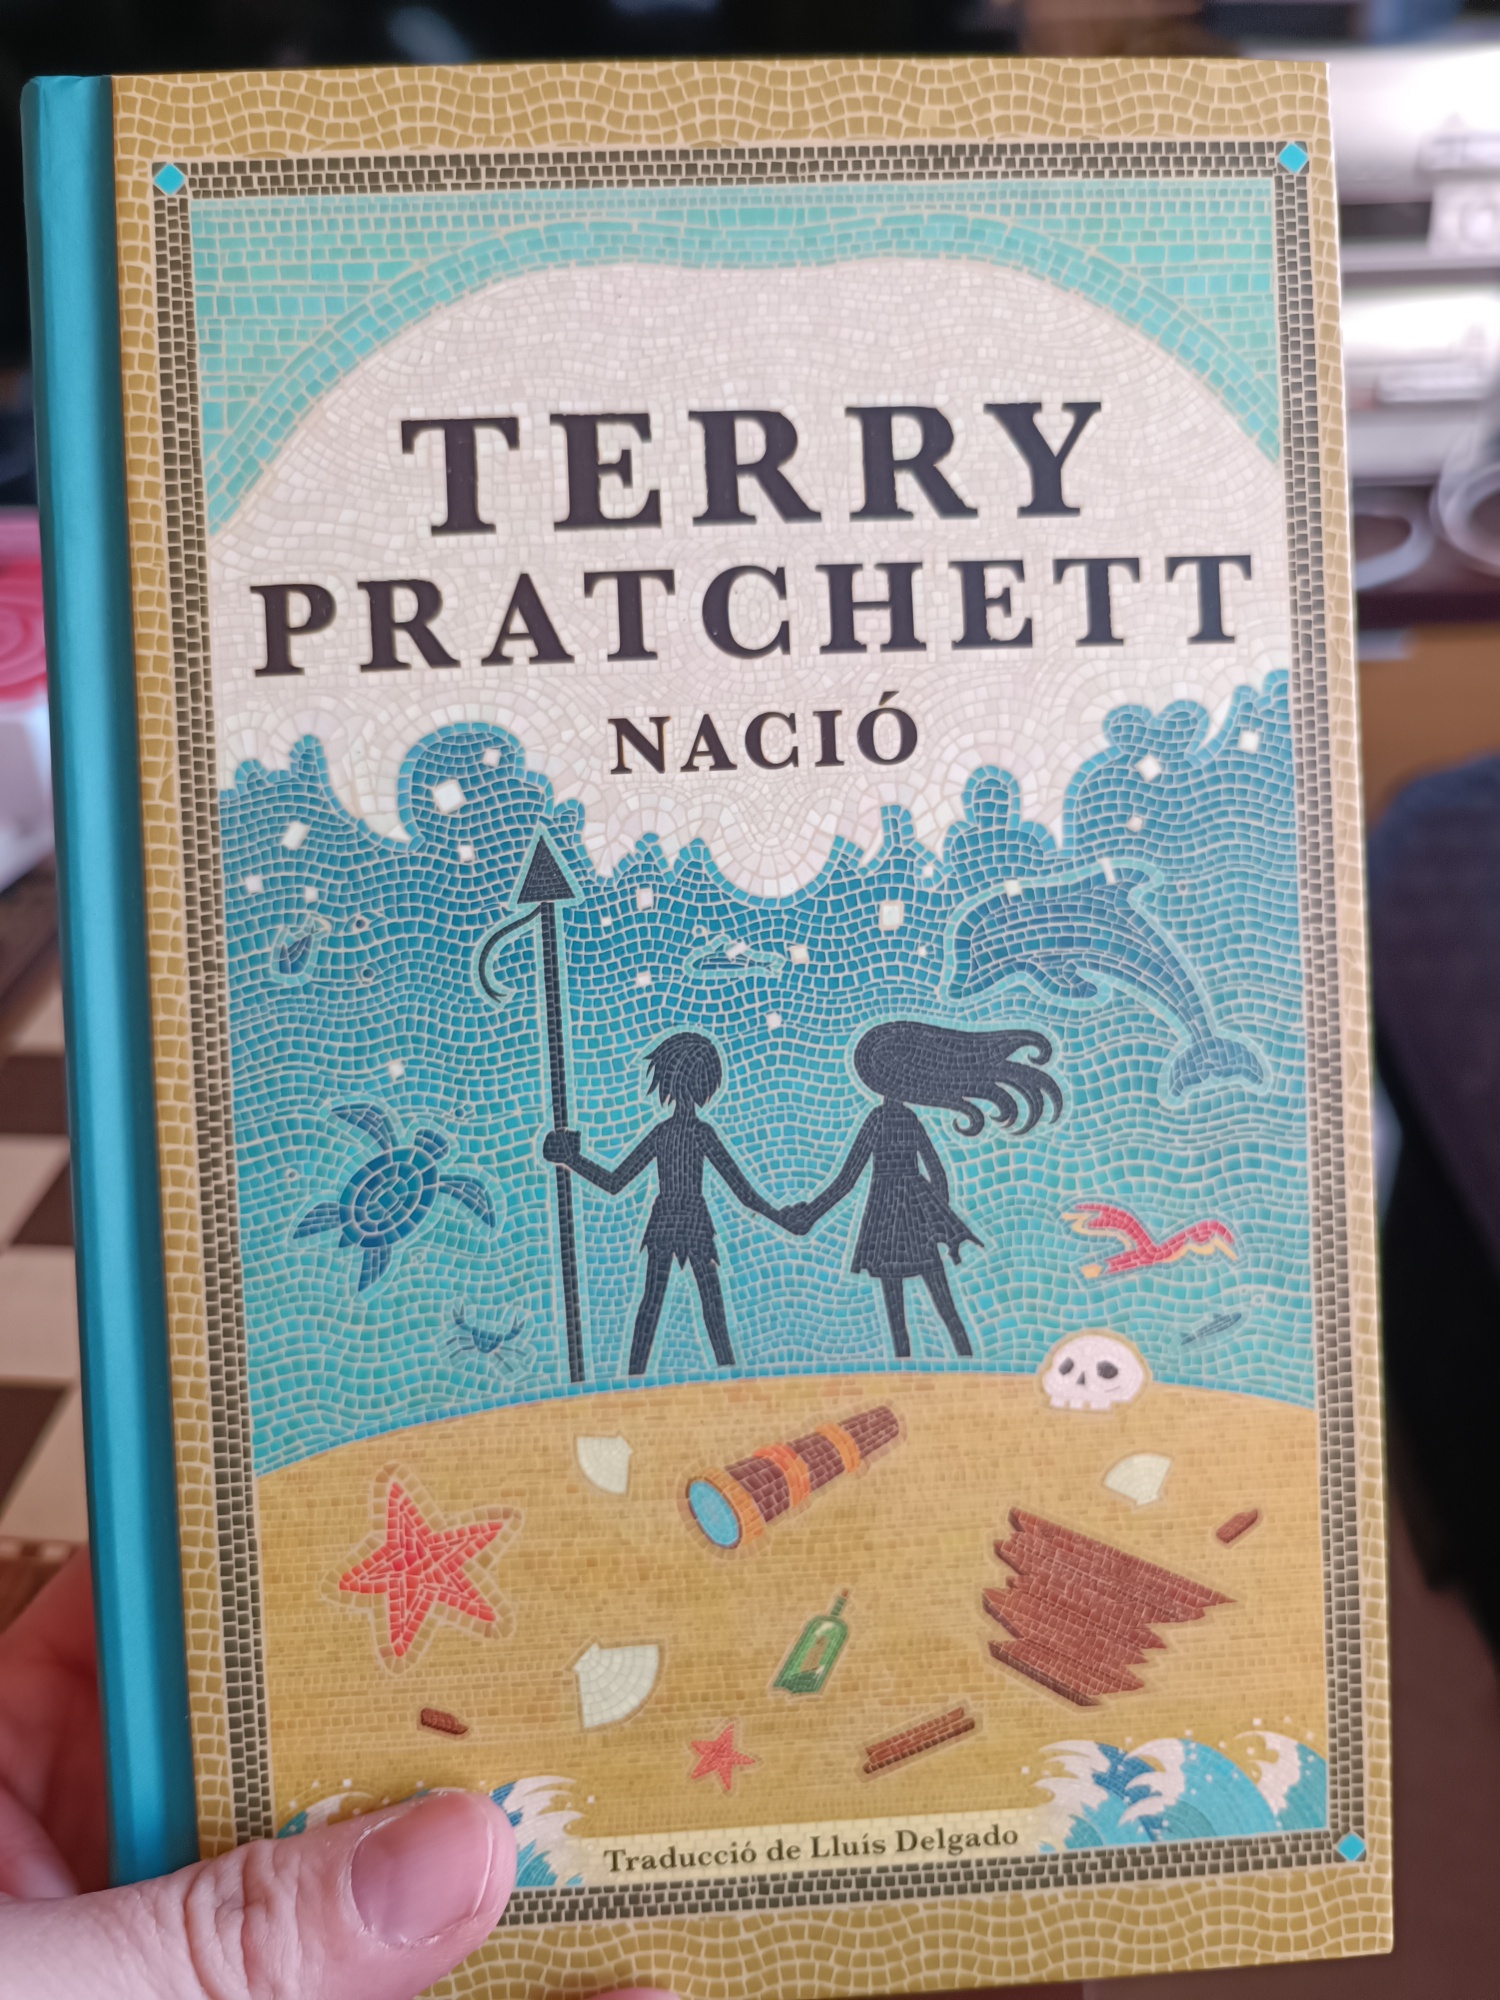 TERRY
PRATCHETT
NACIÓ
Traducció de Lluís Delgado